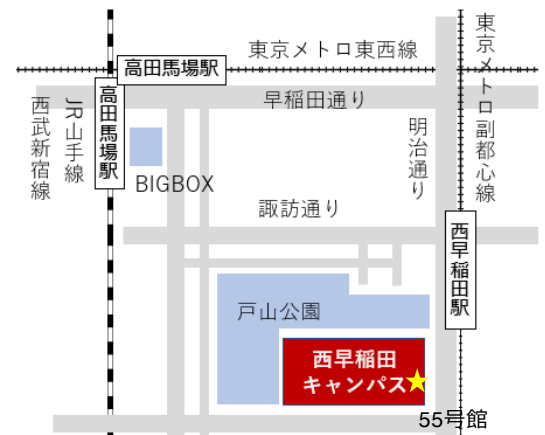 東京メトロ東西線
高田馬場駅
東京メトロ副都心線
早稲田通り
高田馬場駅
西武新宿線
JR山手線
明治通り
BIGBOX
諏訪通り
西早稲田駅
戸山公園
西早稲田
キャンパス
55号館